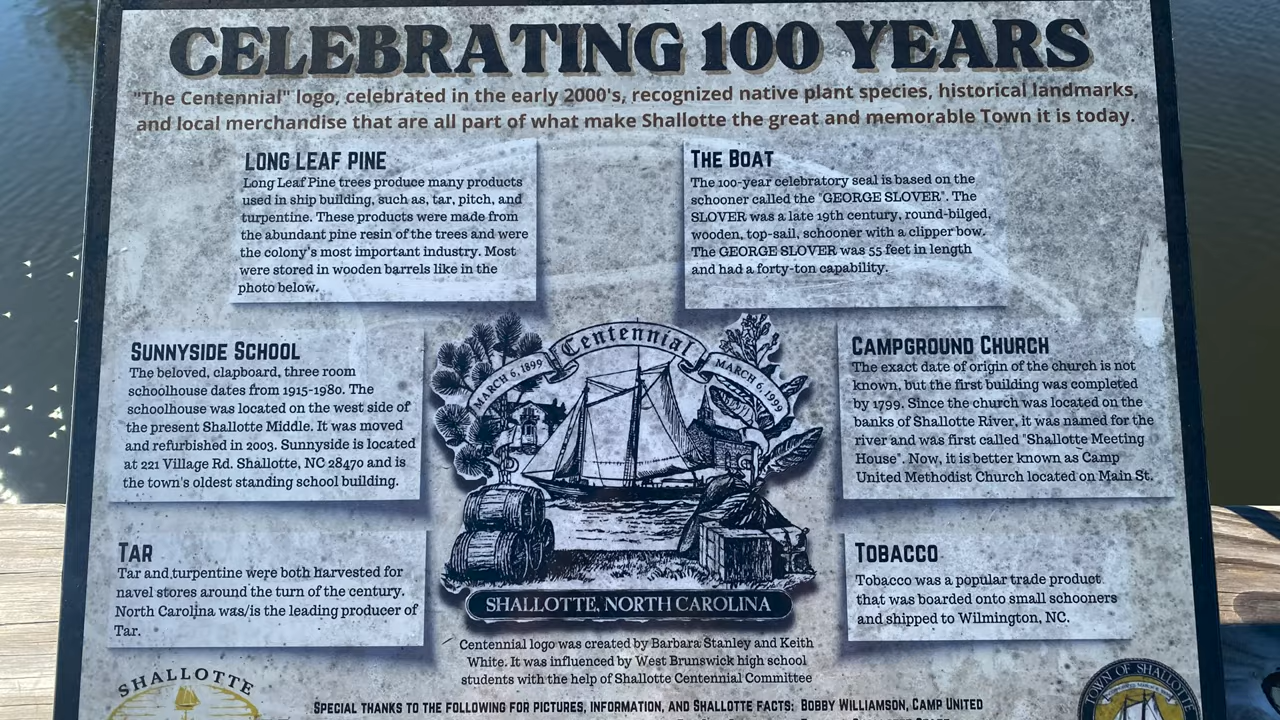 CELEBRATING 100 YEARS
"The Centennial" logo, celebrated in the early 2000's, recognized native plant species, historical landmarks,
and local merchandise that are all part of what make Shallotte the great and memorable Town it is today.
LONG LEAF PINE
Long Leaf Pine trees produce many products
used in ship building, such as, tar, pitch, and
turpentine. These products were made from
the abundant pine resin of the trees and were
the colony's most important industry. Most
were stored in wooden barrels like in the
photo below.
THE BOAT
The 100-year celebratory seal is based on the
schooner called the "GEORGE SLOVER". The
SLOVER was a late 19th century, round-bilged,
wooden, top-sail, schooner with a clipper bow.
The GEORGE SLOVER was 55 feet in length
and had a forty-ton capability.
SUNNYSIDE SCHOOL
The beloved, clapboard, three room
schoolhouse dates from 1915-1980. The
schoolhouse was located on the west side of
the present Shallotte Middle. It was moved
and refurbished in 2003. Sunnyside is located
at 221 Village Rd. Shallotte, NC 28470 and is
the town's oldest standing school building.
Centennial
MARCH 6, 1899
MARCH 6, 1999
SHALLOTTE, NORTH CAROLINA
CAMPGROUND CHURCH
The exact date of origin of the church is not
known, but the first building was completed
by 1799. Since the church was located on the
banks of Shallotte River, it was named for the
river and was first called "Shallotte Meeting
House". Now, it is better known as Camp
United Methodist Church located on Main St.
TAR
Tar and turpentine were both harvested for
navel stores around the turn of the century.
North Carolina was/is the leading producer of
Tar.
TOBACCO
Tobacco was a popular trade product
that was boarded onto small schooners
and shipped to Wilmington, NC.
Centennial logo was created by Barbara Stanley and Keith
White. It was influenced by West Brunswick high school
students with the help of Shallotte Centennial Committee
SHALLOTTE
TOWN OF SHALLOTTE
SPECIAL THANKS TO THE FOLLOWING FOR PICTURES, INFORMATION, AND SHALLOTTE FACTS: BOBBY WILLIAMSON, CAMP UNITED